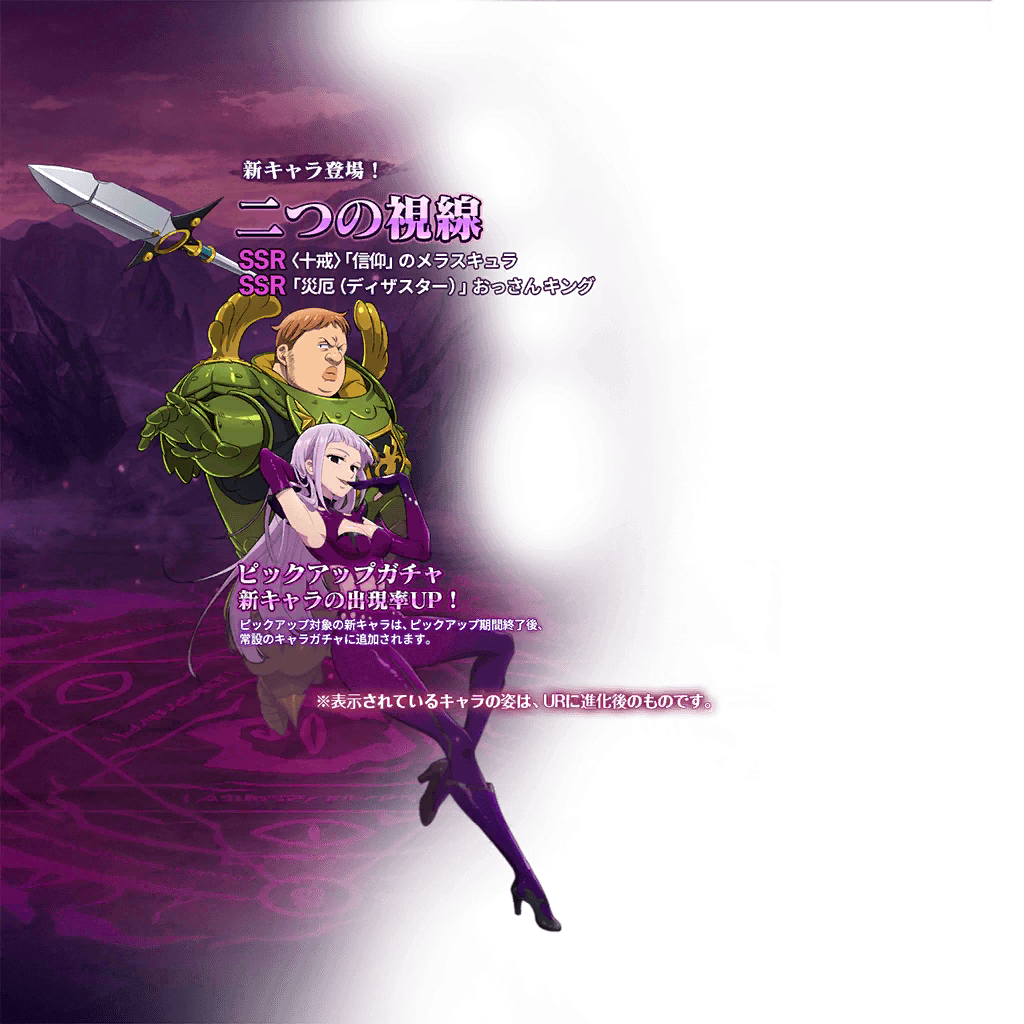 新キャラ登場！
二つの視線
SSR〈十戒〉「信仰」のメラスキュラ
SSR「災厄（ディザスター）」おっさんキング
ピックアップガチャ
新キャラの出現率UP！
ピックアップ対象の新キャラは、ピックアップ期間終了後、
常設のキャラガチャに追加されます。
※表示されているキャラの姿は、URに進化後のものです。